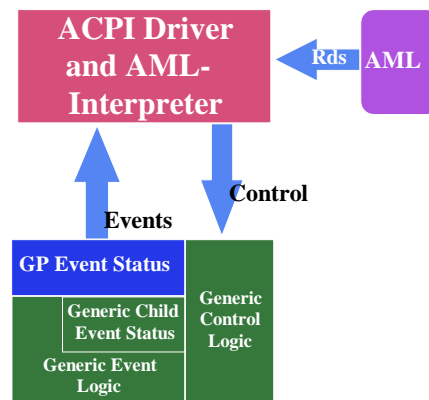 ACPI Driver
and AML-
Interpreter
Rds
AML
Control
Events
GP Event Status
Generic Child
Event Status
Generic Event
Logic
Generic
Control
Logic